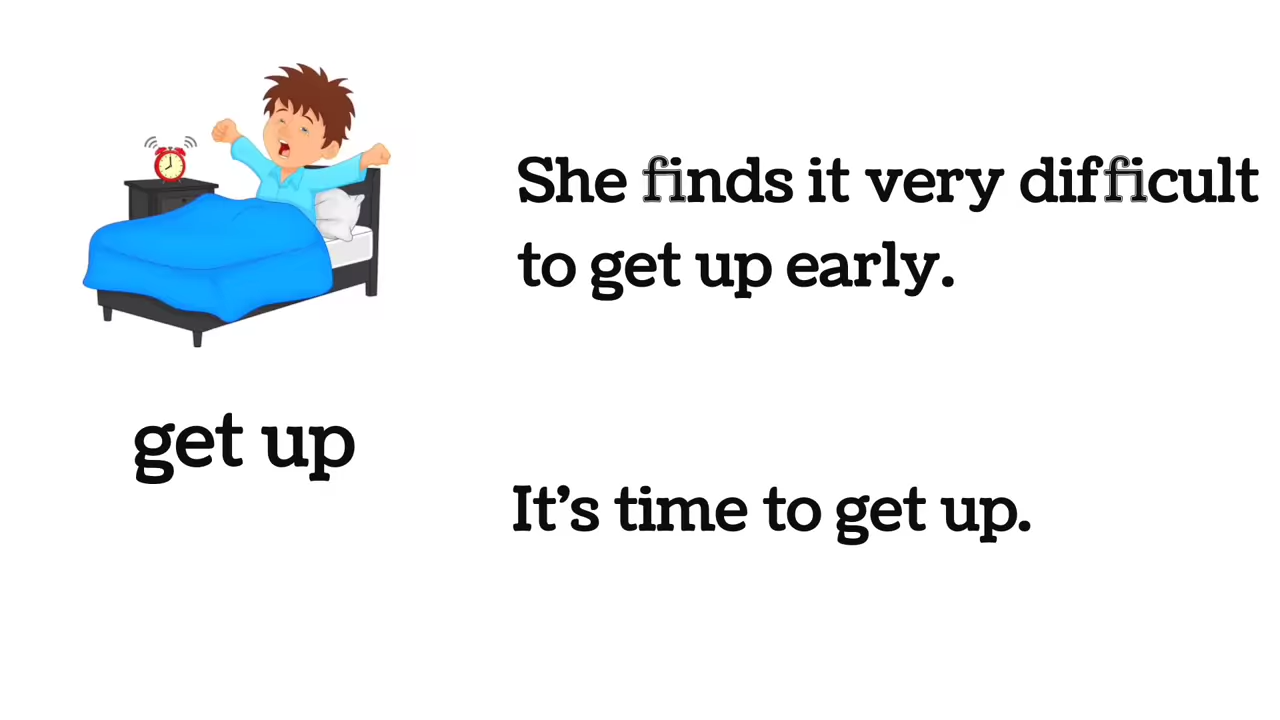 She finds it very difficult
to get up early.
get up
It’s time to get up.